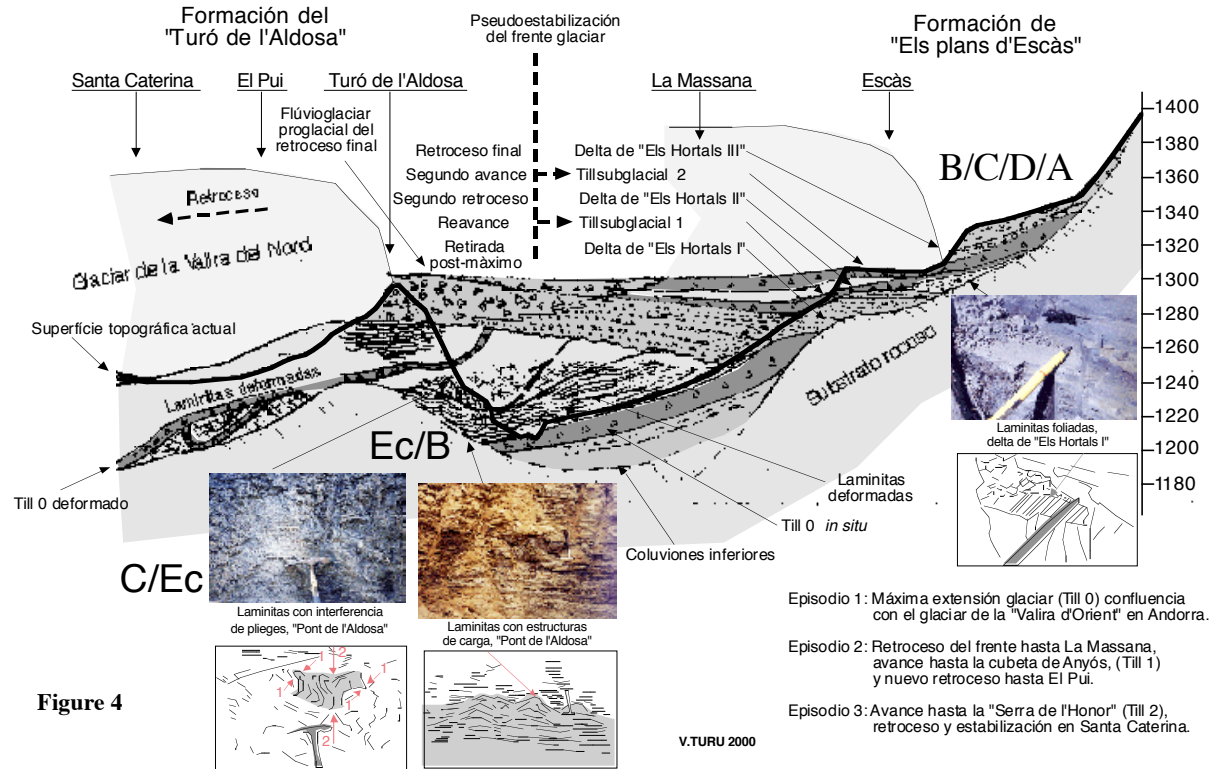 Formación del
"Turó de l'Aldosa"
Pseudoestabilización
del frente glaciar
Formación de
"Els plans d'Escàs"
Santa Caterina
El Pui
Turó de l'Aldosa
La Massana
Escàs
Flúvioglaciar
proglacial del
retroceso final
Retroceso final
Segundo avance
Segundo retroceso
Reavance
Retirada
post-màximo
Delta de "Els Hortals III"
Tillsubglacial 2
Delta de "Els Hortals II"
Tillsubglacial 1
Delta de "Els Hortals I"
B/C/D/A
1400
1380
1360
1340
1320
1300
1280
1260
1240
1220
1200
1180
Retroceso
Glaciar de la Valira del Nord
Superfície topográfica actual
Laminitas deformadas
Substrato rocoso
Till 0 deformado
Ec/B
C/Ec
Laminitas
deformadas
Till 0 in situ
Coluviones inferiores
Laminitas foliadas,
delta de "Els Hortals I"
Laminitas con interferencia
de plieges, "Pont de l'Aldosa"
Lamínitas con estructuras
de carga, "Pont de l'Aldosa"
1
2
1
1
1
2
Episodio 1: Máxima extensión glaciar (Till 0) confluencia
con el glaciar de la "Valira d'Orient" en Andorra.
Episodio 2: Retroceso del frente hasta La Massana,
avance hasta la cubeta de Anyós, (Till 1)
y nuevo retroceso hasta El Pui.
Episodio 3: Avance hasta la "Serra de l'Honor" (Till 2),
retroceso y estabilización en Santa Caterina.
Figure 4
V.TURU 2000